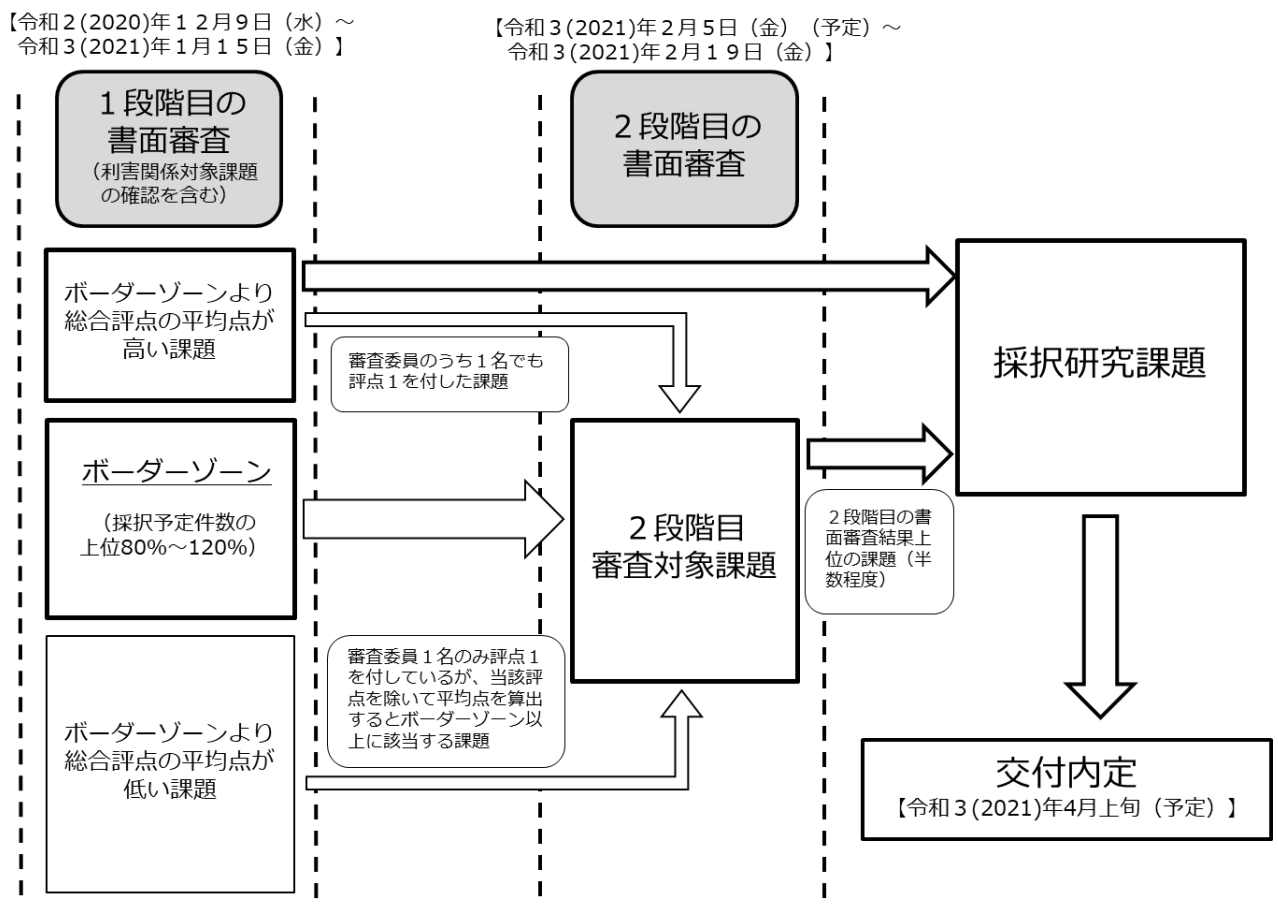 【令和２(2020)年１２月９日（水）～
令和３(2021)年１月１５日（金）】
【令和３(2021)年２月５日（金）（予定）～
令和３(2021)年２月１９日（金）】
１段階目の
書面審査
（利害関係対象課題
の確認を含む）
２段階目の
書面審査
ボーダーゾーンより
総合評点の平均点が
高い課題
審査委員のうち１名でも
評点１を付した課題
採択研究課題
ボーダーゾーン
（採択予定件数の
上位80%～120%）
２段階目
審査対象課題
２段階目の書
面審査結果上
位の課題（半
数程度）
審査委員１名のみ評点１
を付しているが、当該評
点を除いて平均点を算出
するとボーダーゾーン以
上に該当する課題
ボーダーゾーンより
総合評点の平均点が
低い課題
交付内定
【令和３(2021)年4月上旬（予定）】